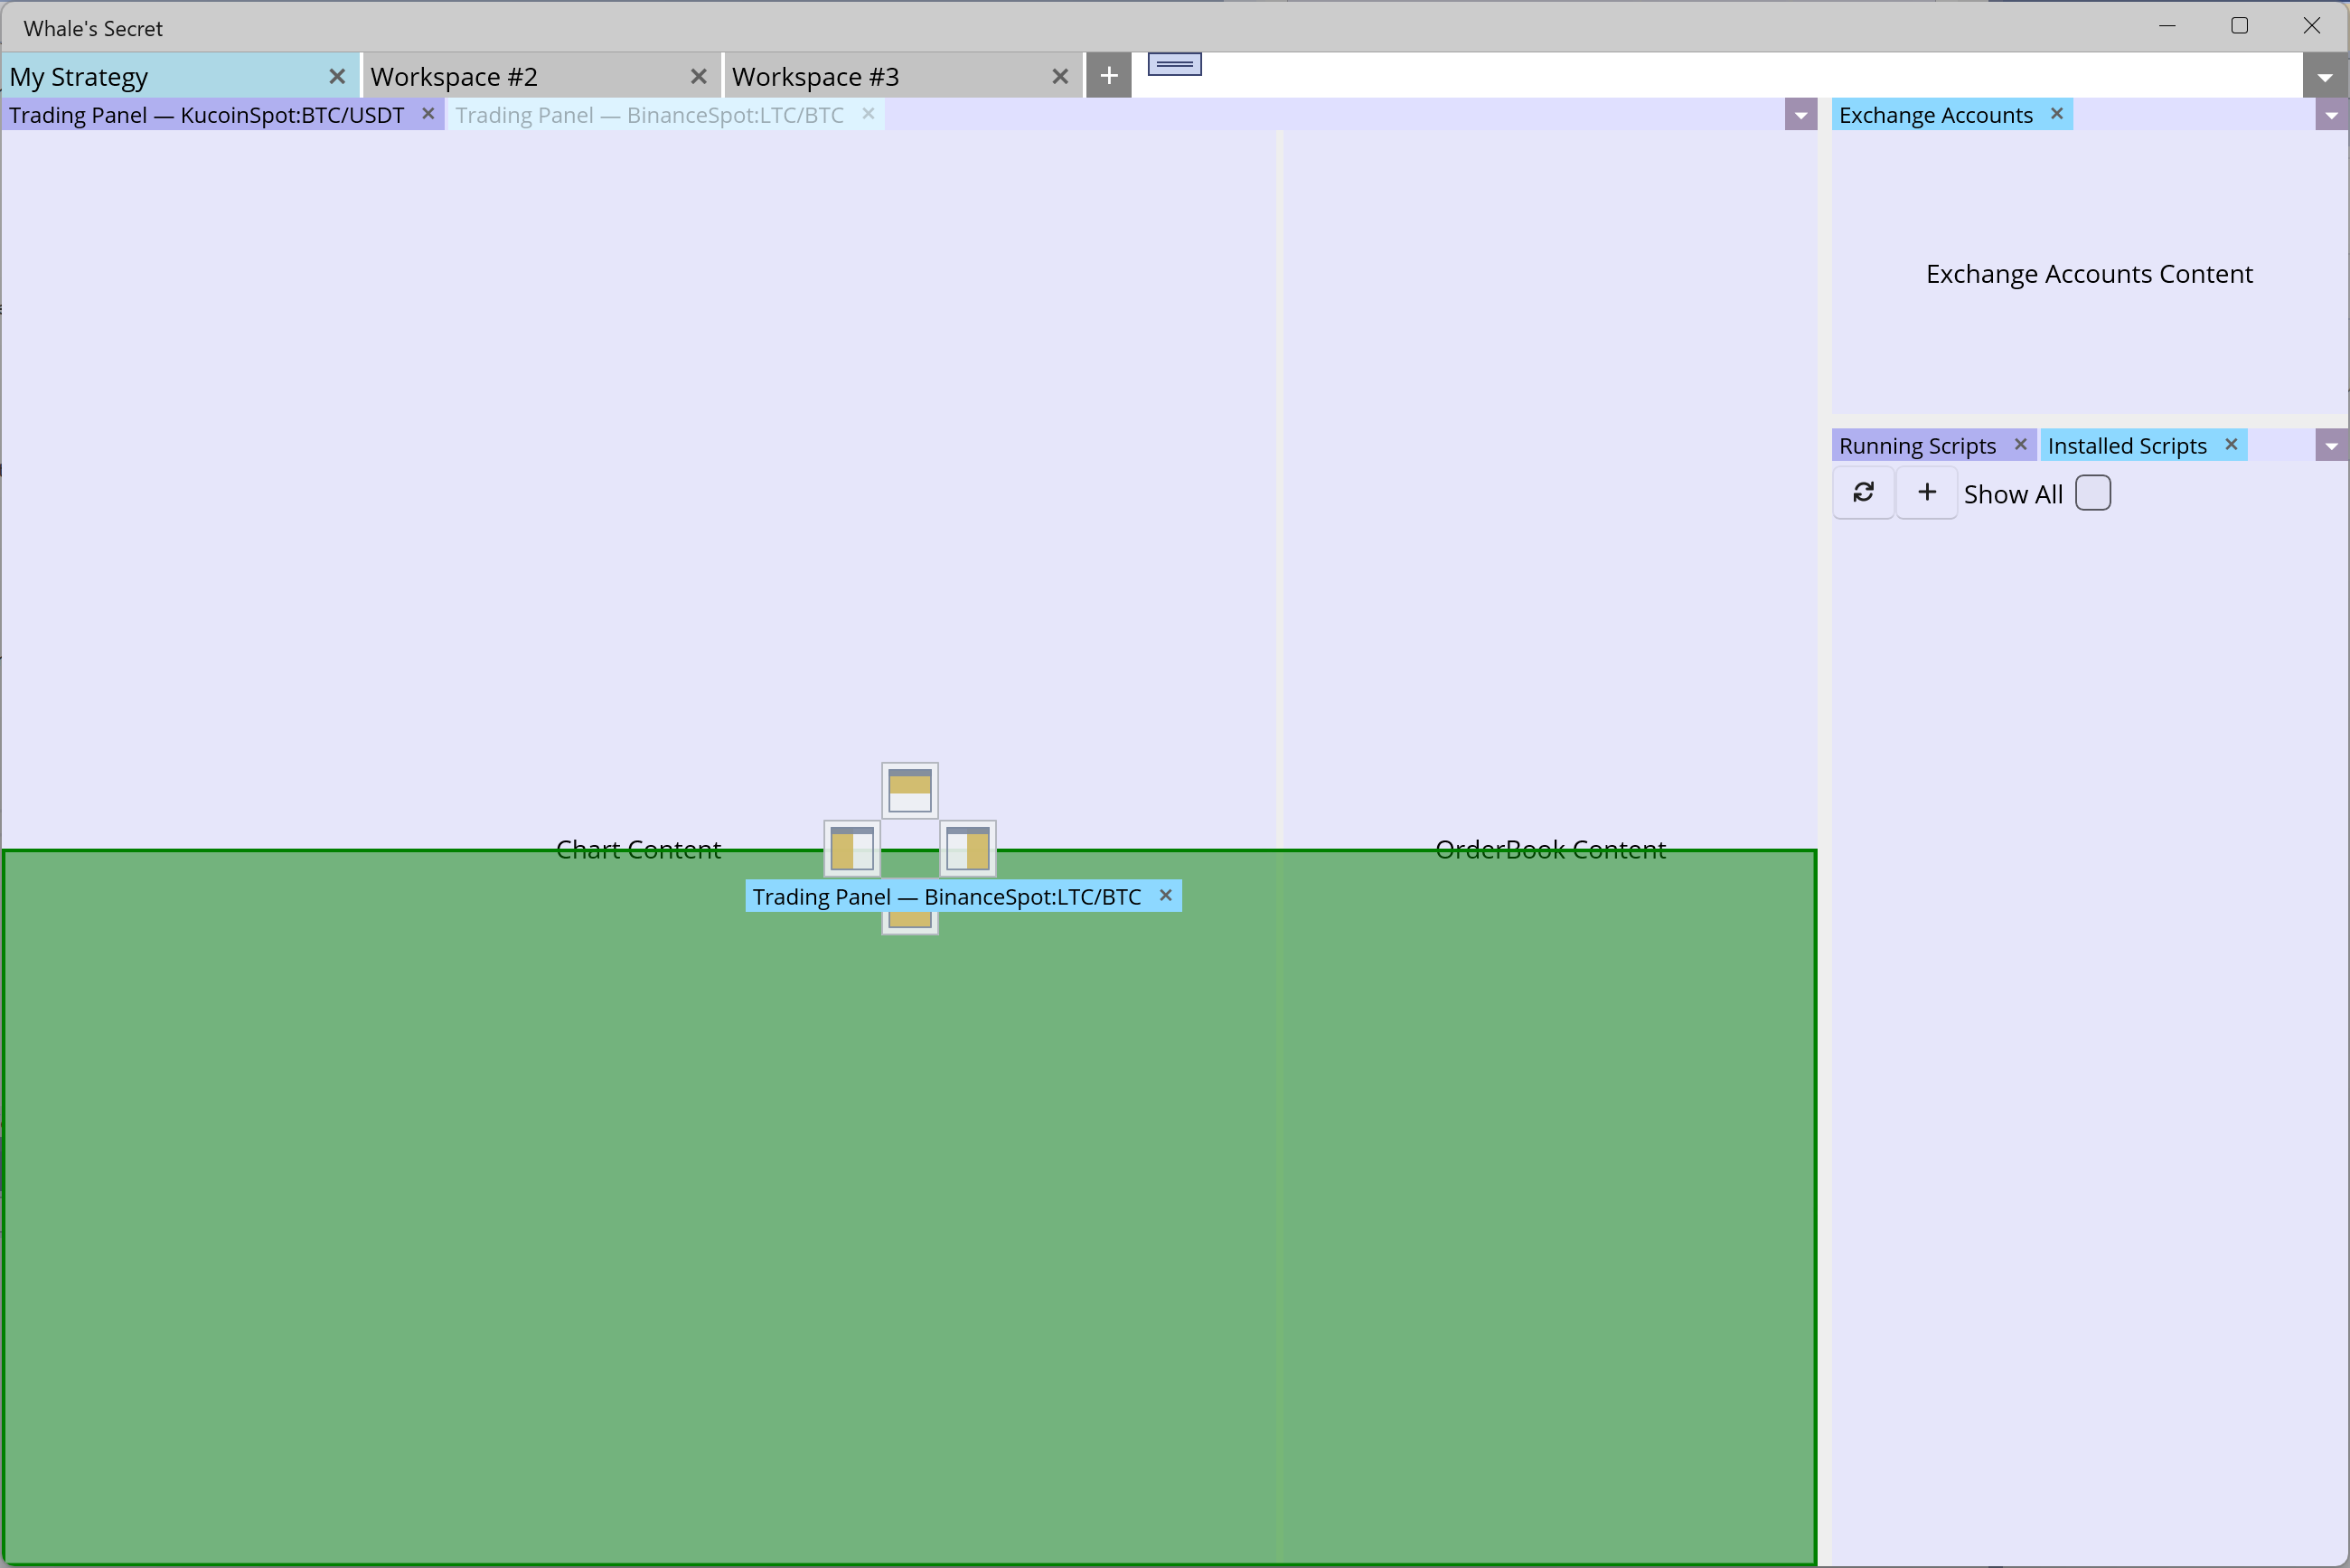 Whale's Secret
My Strategy
Workspace #2
Workspace #3
Trading Panel — KucoinSpot:BTC/USDT
Trading Panel — BinanceSpot:LTC/BTC
Exchange Accounts
Exchange Accounts Content
Running Scripts
Installed Scripts
Show All
Chart Content
OrderBook Content
Trading Panel — BinanceSpot:LTC/BTC